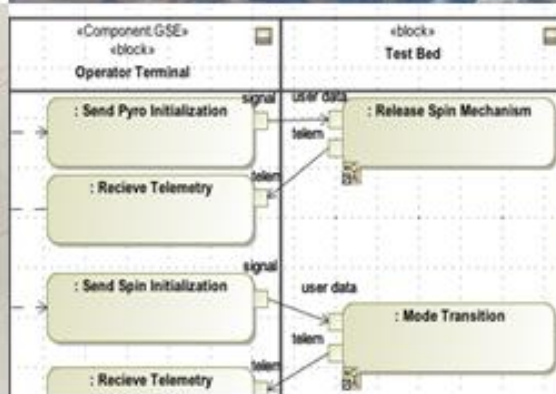 «Component.GSE»
«block»
Operator Terminal
«block»
Test Bed
signal
user data
: Send Pyro Initialization
: Release Spin Mechanism
telem
telem
: Recieve Telemetry
signal
user data
: Send Spin Initialization
: Mode Transition
telem
telem
: Recieve Telemetry